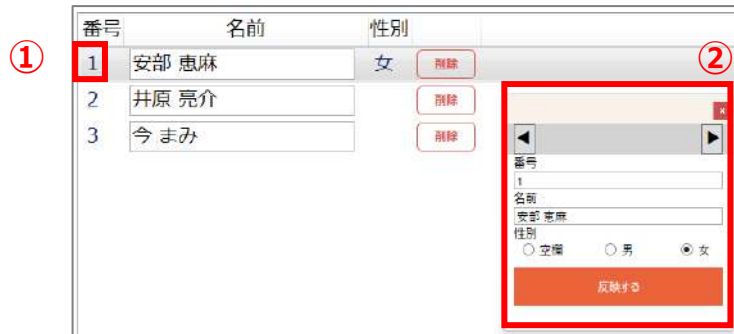 番号 名前 性別
①
1 安部 恵麻 女 削除
②
2 井原 亮介 削除
3 今 まみ 削除
×
◀ ▶
番号
1
名前
安部 恵麻
性別
空欄 男 女
反映する